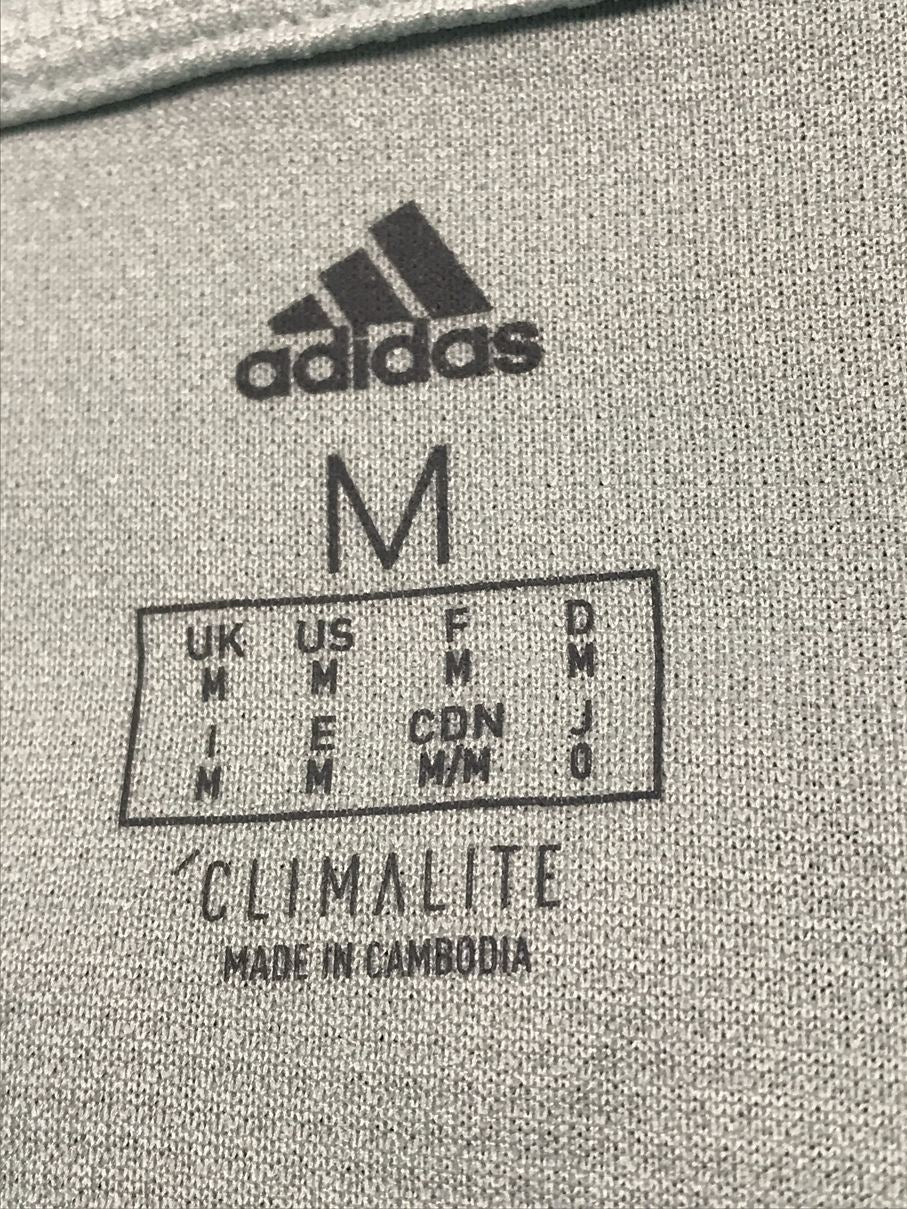 adidas
M
UK US F D
M M M M
I E CDN J
M M M/M O
CLIMALITE
MADE IN CAMBODIA